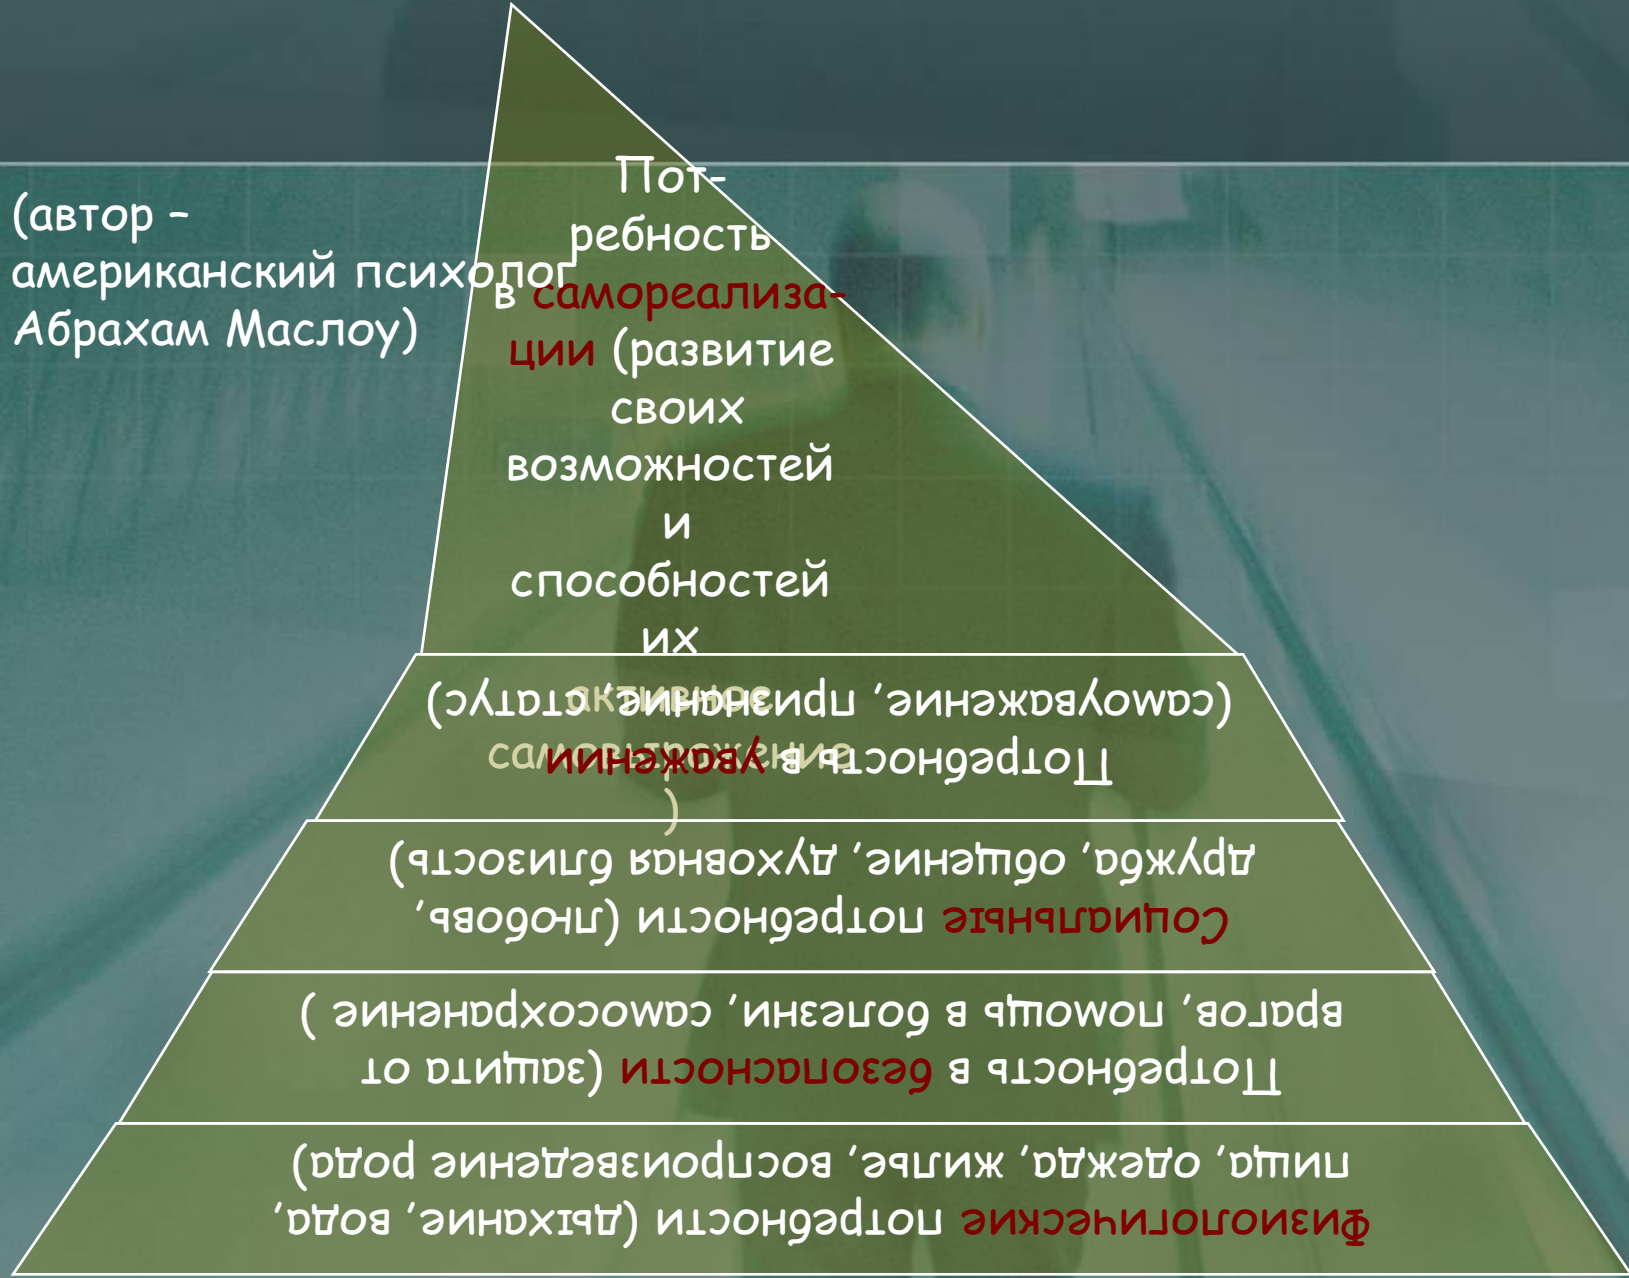 (автор –
американский психолог
Абрахам Маслоу)
Пот-
ребность
в самореализа-
ции (развитие
своих
возможностей
и
способностей
их
активное
самовыражение
)
Потребность в уважении
(самоуважение, признание, статус)
Социальные потребности (любовь,
дружба, общение, духовная близость)
Потребность в безопасности (защита от
врагов, помощь в болезни, самосохранение )
Физиологические потребности (дыхание, вода,
пища, одежда, жилье, воспроизведение рода)